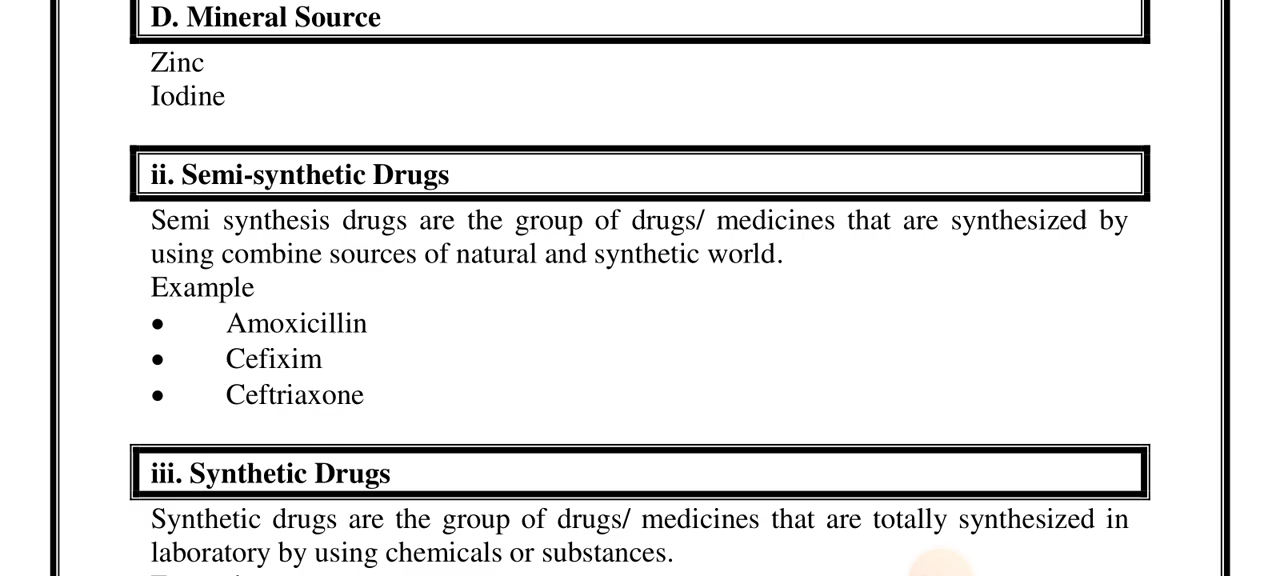 D. Mineral Source
Zinc
Iodine
ii. Semi-synthetic Drugs
Semi synthesis drugs are the group of drugs/ medicines that are synthesized by
using combine sources of natural and synthetic world.
Example
• Amoxicillin
• Cefixim
• Ceftriaxone
iii. Synthetic Drugs
Synthetic drugs are the group of drugs/ medicines that are totally synthesized in
laboratory by using chemicals or substances.